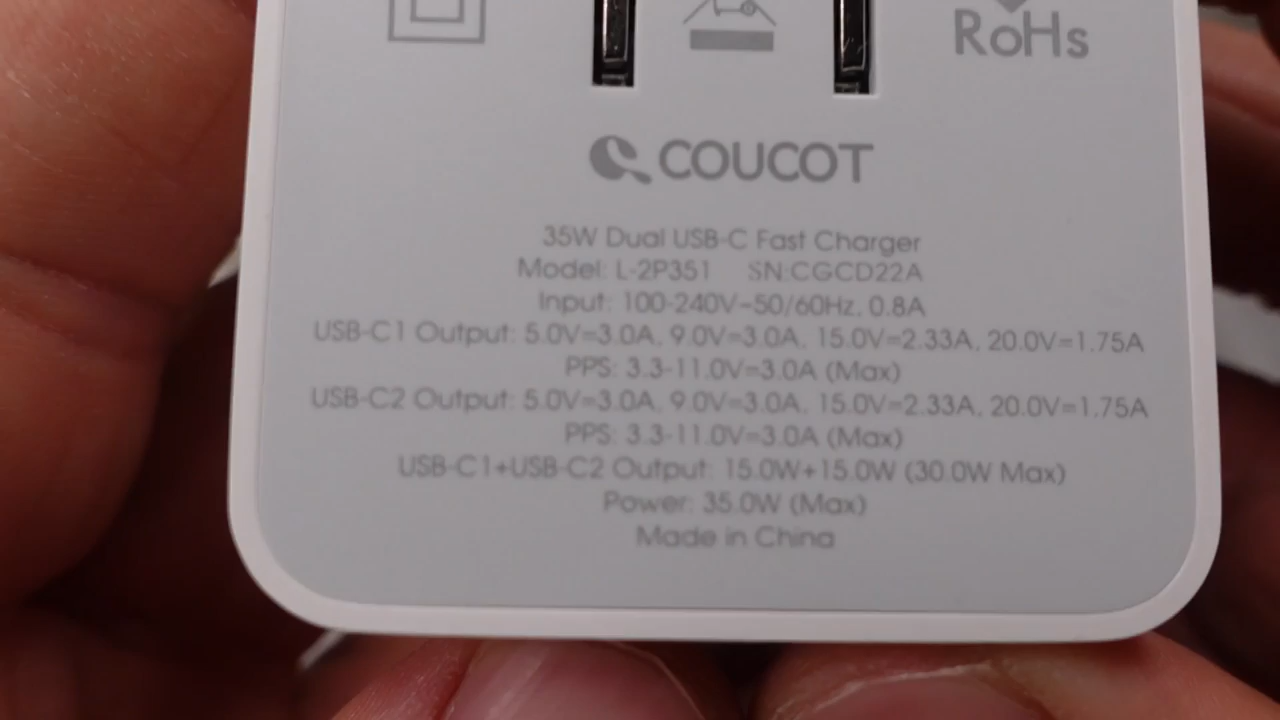 RoHs
COUCOT
35W Dual USB-C Fast Charger
Model: L-2P351 SN:CGCD22A
Input: 100-240V~50/60Hz, 0.8A
USB-C1 Output: 5.0V=3.0A, 9.0V=3.0A, 15.0V=2.33A, 20.0V=1.75A
PPS: 3.3-11.0V=3.0A (Max)
USB-C2 Output: 5.0V=3.0A, 9.0V=3.0A, 15.0V=2.33A, 20.0V=1.75A
PPS: 3.3-11.0V=3.0A (Max)
USB-C1+USB-C2 Output: 15.0W+15.0W (30.0W Max)
Power: 35.0W (Max)
Made in China